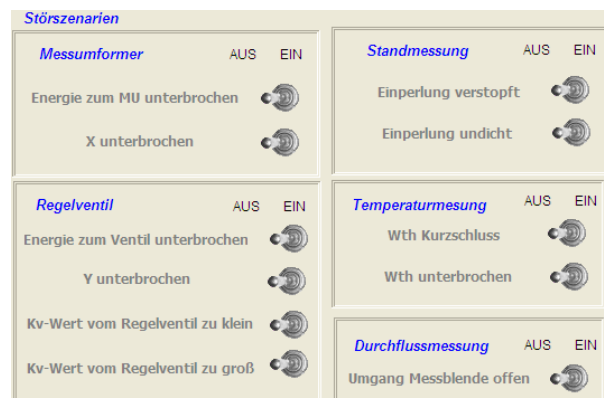 Störszenarien
Messumformer AUS EIN
Energie zum MU unterbrochen
X unterbrochen
Standmessung AUS EIN
Einperlung verstopft
Einperlung undicht
Regelventil AUS EIN
Energie zum Ventil unterbrochen
Y unterbrochen
Kv-Wert vom Regelventil zu klein
Kv-Wert vom Regelventil zu groß
Temperaturmesung AUS EIN
Wth Kurzschluss
Wth unterbrochen
Durchflussmessung AUS EIN
Umgang Messblende offen